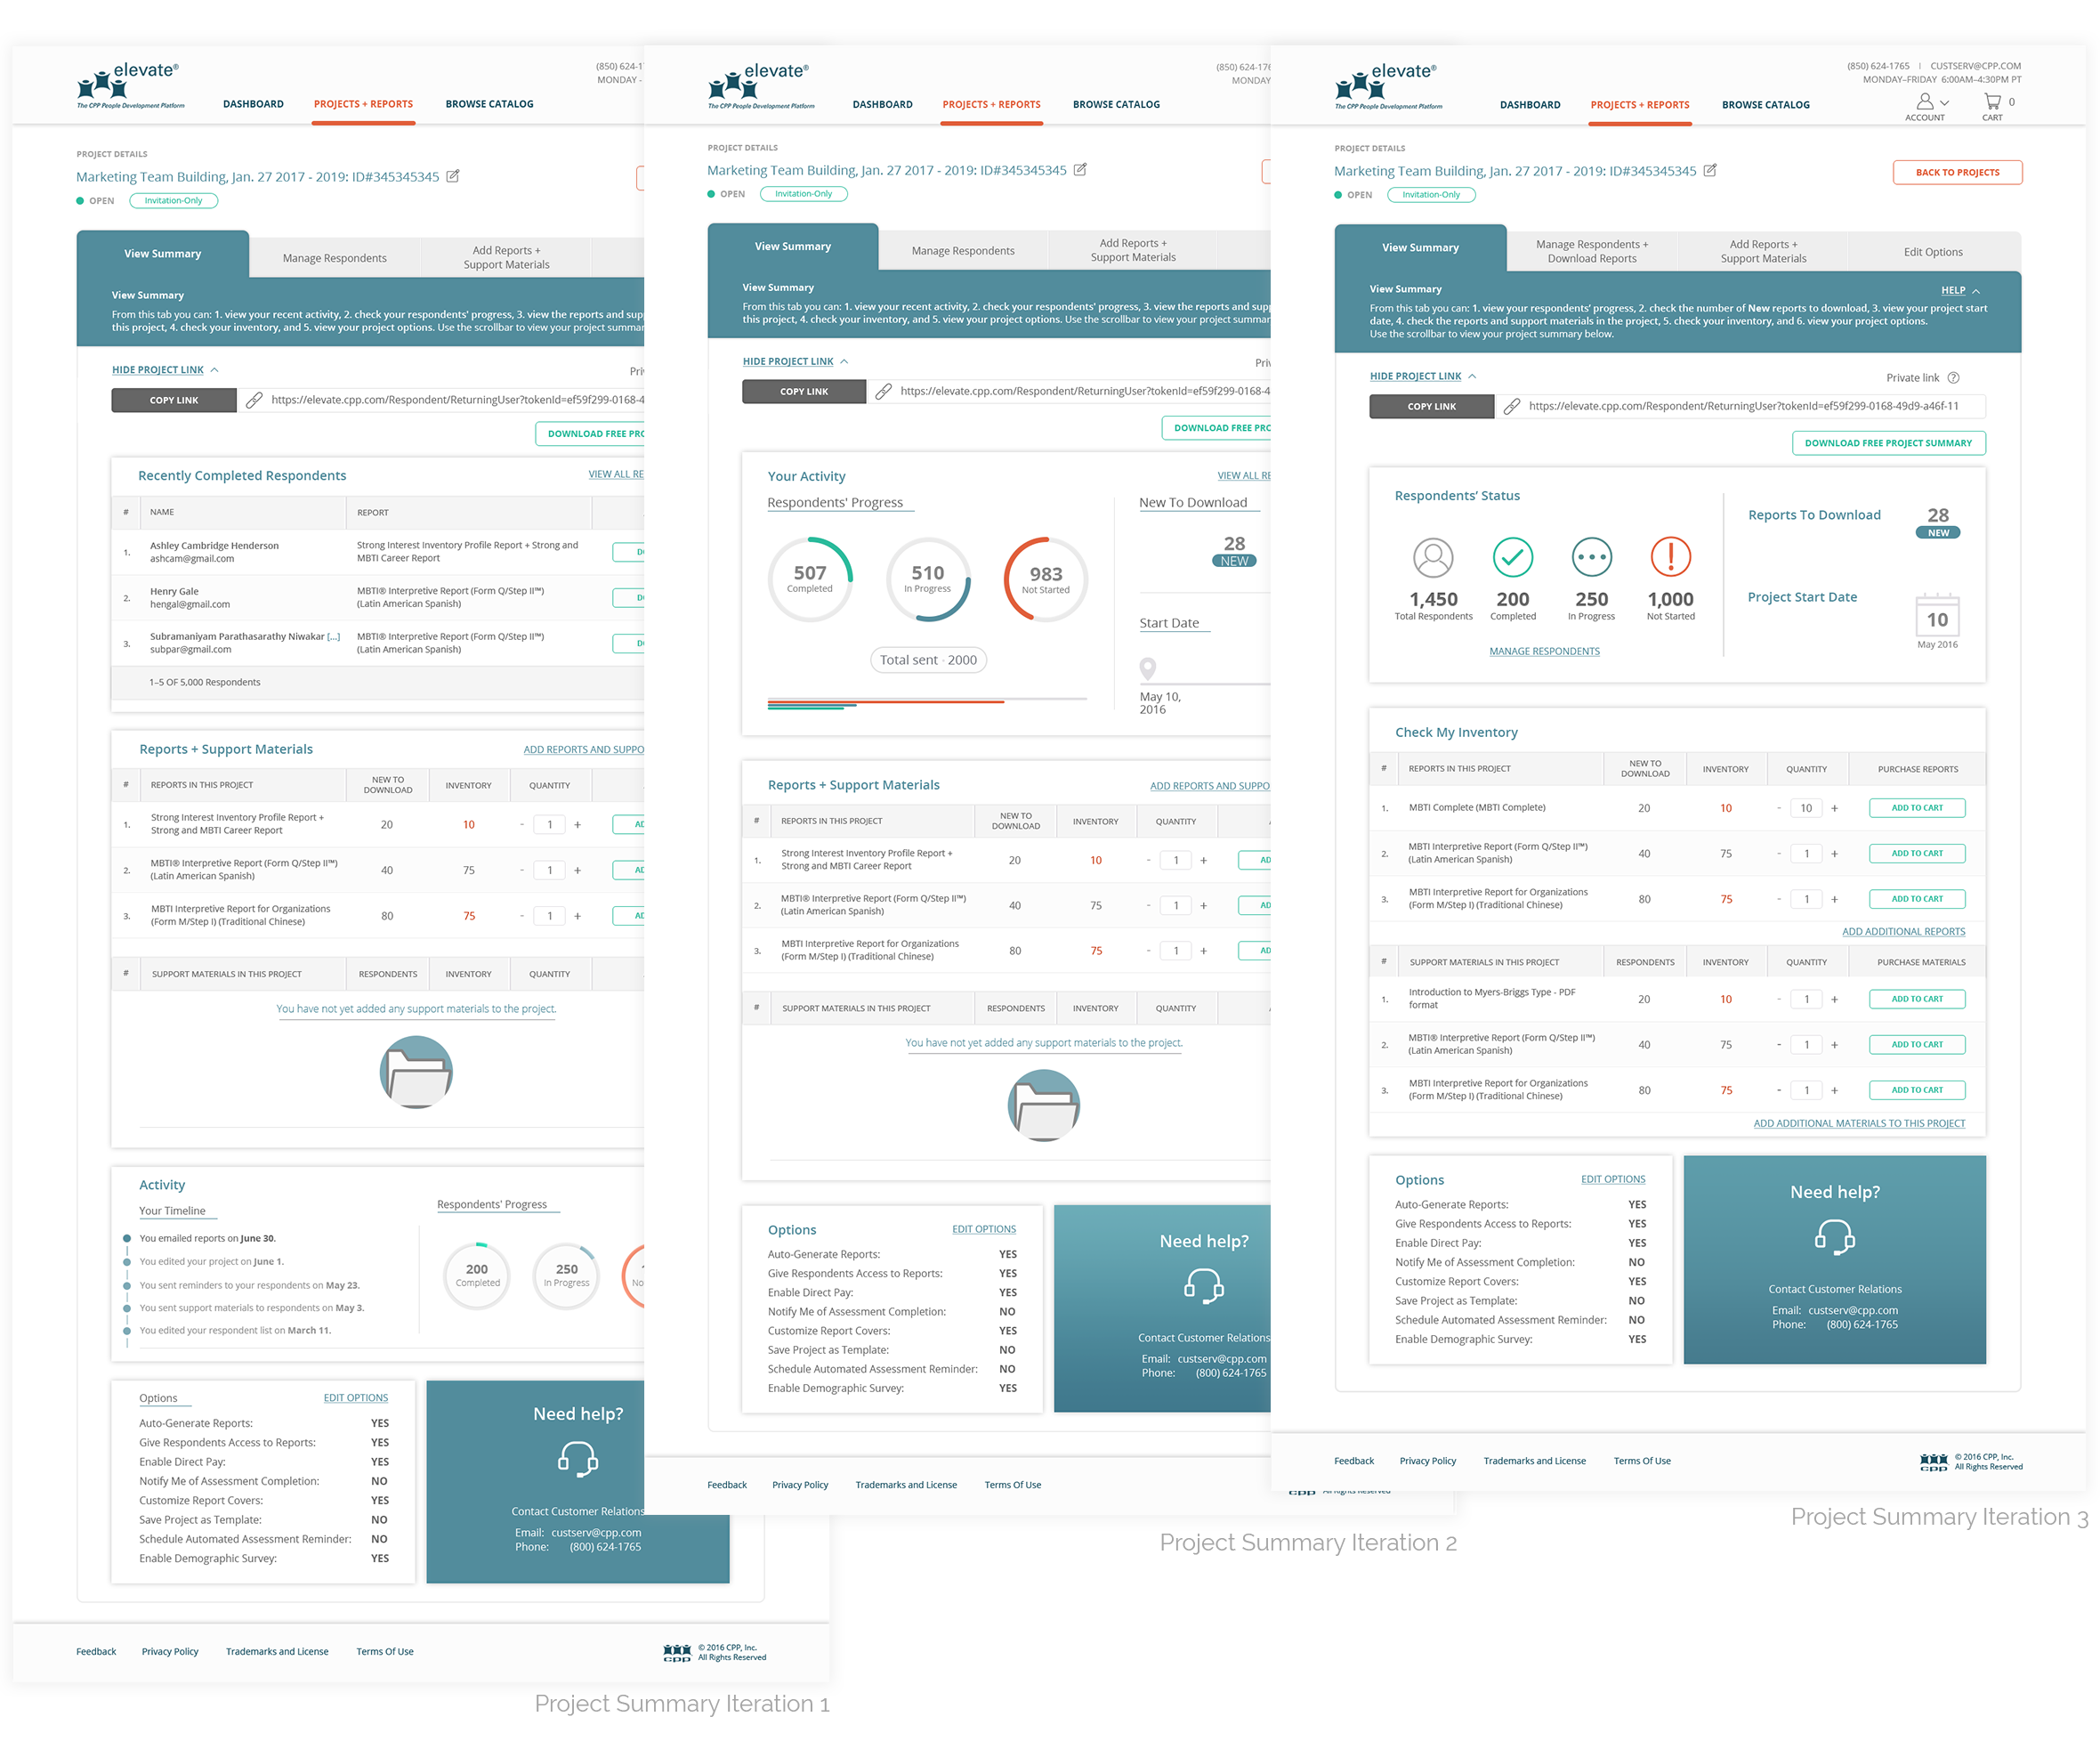 elevate®
The CPP People Development Platform
DASHBOARD
PROJECTS + REPORTS
BROWSE CATALOG
(850) 624-1
MONDAY -
PROJECT DETAILS
Marketing Team Building, Jan. 27 2017 - 2019: ID#345345345
OPEN
Invitation-Only
View Summary
Manage Respondents
Add Reports +
Support Materials
View Summary
From this tab you can: 1. view your recent activity, 2. check your respondents' progress, 3. view the reports and sup
this project, 4. check your inventory, and 5. view your project options. Use the scrollbar to view your project summar
HIDE PROJECT LINK
Pri
COPY LINK
https://elevate.cpp.com/Respondent/ReturningUser?tokenId=ef59f299-0168-4
DOWNLOAD FREE PRO
Recently Completed Respondents
VIEW ALL RE
# NAME REPORT
1. Ashley Cambridge Henderson Strong Interest Inventory Profile Report + Strong and
ashcam@gmail.com MBTI Career Report
2. Henry Gale MBTI® Interpretive Report (Form Q/Step II™)
hengal@gmail.com (Latin American Spanish)
3. Subramaniyam Parathasarathy Niwakar [...] MBTI® Interpretive Report (Form Q/Step II™)
subpar@gmail.com (Latin American Spanish)
1–5 OF 5,000 Respondents
Reports + Support Materials
ADD REPORTS AND SUPPO
# REPORTS IN THIS PROJECT NEW TO DOWNLOAD INVENTORY QUANTITY
1. Strong Interest Inventory Profile Report + 20 10 - 1 + AD
Strong and MBTI Career Report
2. MBTI® Interpretive Report (Form Q/Step II™) 40 75 - 1 + AD
(Latin American Spanish)
3. MBTI Interpretive Report for Organizations 80 75 - 1 + AD
(Form M/Step I) (Traditional Chinese)
# SUPPORT MATERIALS IN THIS PROJECT RESPONDENTS INVENTORY QUANTITY
You have not yet added any support materials to the project.
Activity
Your Timeline
You emailed reports on June 30.
You edited your project on June 1.
You sent reminders to your respondents on May 23.
You sent support materials to respondents on May 3.
You edited your respondent list on March 11.
Respondents' Progress
200
Completed
250
In Progress
No
Options
EDIT OPTIONS
Auto-Generate Reports: YES
Give Respondents Access to Reports: YES
Enable Direct Pay: YES
Notify Me of Assessment Completion: NO
Customize Report Covers: YES
Save Project as Template: NO
Schedule Automated Assessment Reminder: NO
Enable Demographic Survey: YES
Need help?
Contact Customer Relations
Email: custserv@cpp.com
Phone: (800) 624-1765
Feedback
Privacy Policy
Trademarks and License
Terms Of Use
cpp
© 2016 CPP, Inc.
All Rights Reserved
Project Summary Iteration 1
elevate®
The CPP People Development Platform
DASHBOARD
PROJECTS + REPORTS
BROWSE CATALOG
(850) 624-176
MONDAY
PROJECT DETAILS
Marketing Team Building, Jan. 27 2017 - 2019: ID#345345345
OPEN
Invitation-Only
View Summary
Manage Respondents
Add Reports +
Support Materials
View Summary
From this tab you can: 1. view your recent activity, 2. check your respondents' progress, 3. view the reports and sup
this project, 4. check your inventory, and 5. view your project options. Use the scrollbar to view your project summar
HIDE PROJECT LINK
Priv
COPY LINK
https://elevate.cpp.com/Respondent/ReturningUser?tokenId=ef59f299-0168-4
DOWNLOAD FREE PRO
Your Activity
VIEW ALL RE
Respondents' Progress
507
Completed
510
In Progress
983
Not Started
Total sent · 2000
New To Download
28
NEW
Start Date
May 10,
2016
Reports + Support Materials
ADD REPORTS AND SUPPO
# REPORTS IN THIS PROJECT NEW TO DOWNLOAD INVENTORY QUANTITY
1. Strong Interest Inventory Profile Report + 20 10 - 1 + AD
Strong and MBTI Career Report
2. MBTI® Interpretive Report (Form Q/Step II™) 40 75 - 1 + AD
(Latin American Spanish)
3. MBTI Interpretive Report for Organizations 80 75 - 1 + AD
(Form M/Step I) (Traditional Chinese)
# SUPPORT MATERIALS IN THIS PROJECT RESPONDENTS INVENTORY QUANTITY
You have not yet added any support materials to the project.
Options
EDIT OPTIONS
Auto-Generate Reports: YES
Give Respondents Access to Reports: YES
Enable Direct Pay: YES
Notify Me of Assessment Completion: NO
Customize Report Covers: YES
Save Project as Template: NO
Schedule Automated Assessment Reminder: NO
Enable Demographic Survey: YES
Need help?
Contact Customer Relations
Email: custserv@cpp.com
Phone: (800) 624-1765
Feedback
Privacy Policy
Trademarks and License
Terms Of Use
cpp
All Rights Reserved
Project Summary Iteration 2
elevate®
The CPP People Development Platform
DASHBOARD
PROJECTS + REPORTS
BROWSE CATALOG
(850) 624-1765 | CUSTSERV@CPP.COM
MONDAY–FRIDAY 6:00AM–4:30PM PT
ACCOUNT
0
CART
PROJECT DETAILS
Marketing Team Building, Jan. 27 2017 - 2019: ID#345345345
OPEN
Invitation-Only
BACK TO PROJECTS
View Summary
Manage Respondents +
Download Reports
Add Reports +
Support Materials
Edit Options
View Summary
HELP
From this tab you can: 1. view your respondents' progress, 2. check the number of New reports to download, 3. view your project start
date, 4. check the reports and support materials in the project, 5. check your inventory, and 6. view your project options.
Use the scrollbar to view your project summary below.
HIDE PROJECT LINK
Private link ?
COPY LINK
https://elevate.cpp.com/Respondent/ReturningUser?tokenId=ef59f299-0168-49d9-a46f-11
DOWNLOAD FREE PROJECT SUMMARY
Respondents' Status
1,450
Total Respondents
200
Completed
250
In Progress
1,000
Not Started
MANAGE RESPONDENTS
Reports To Download
28
NEW
Project Start Date
10
May 2016
Check My Inventory
# REPORTS IN THIS PROJECT NEW TO DOWNLOAD INVENTORY QUANTITY PURCHASE REPORTS
1. MBTI Complete (MBTI Complete) 20 10 - 10 + ADD TO CART
2. MBTI Interpretive Report (Form Q/Step II™) 40 75 - 1 + ADD TO CART
(Latin American Spanish)
3. MBTI Interpretive Report for Organizations 80 75 - 1 + ADD TO CART
(Form M/Step I) (Traditional Chinese)
ADD ADDITIONAL REPORTS
# SUPPORT MATERIALS IN THIS PROJECT RESPONDENTS INVENTORY QUANTITY PURCHASE MATERIALS
1. Introduction to Myers-Briggs Type - PDF 20 10 - 1 + ADD TO CART
format
2. MBTI® Interpretive Report (Form Q/Step II™) 40 75 - 1 + ADD TO CART
(Latin American Spanish)
3. MBTI Interpretive Report for Organizations 80 75 - 1 + ADD TO CART
(Form M/Step I) (Traditional Chinese)
ADD ADDITIONAL MATERIALS TO THIS PROJECT
Options
EDIT OPTIONS
Auto-Generate Reports: YES
Give Respondents Access to Reports: YES
Enable Direct Pay: YES
Notify Me of Assessment Completion: NO
Customize Report Covers: YES
Save Project as Template: NO
Schedule Automated Assessment Reminder: NO
Enable Demographic Survey: YES
Need help?
Contact Customer Relations
Email: custserv@cpp.com
Phone: (800) 624-1765
Feedback
Privacy Policy
Trademarks and License
Terms Of Use
cpp
© 2016 CPP, Inc.
All Rights Reserved
Project Summary Iteration 3